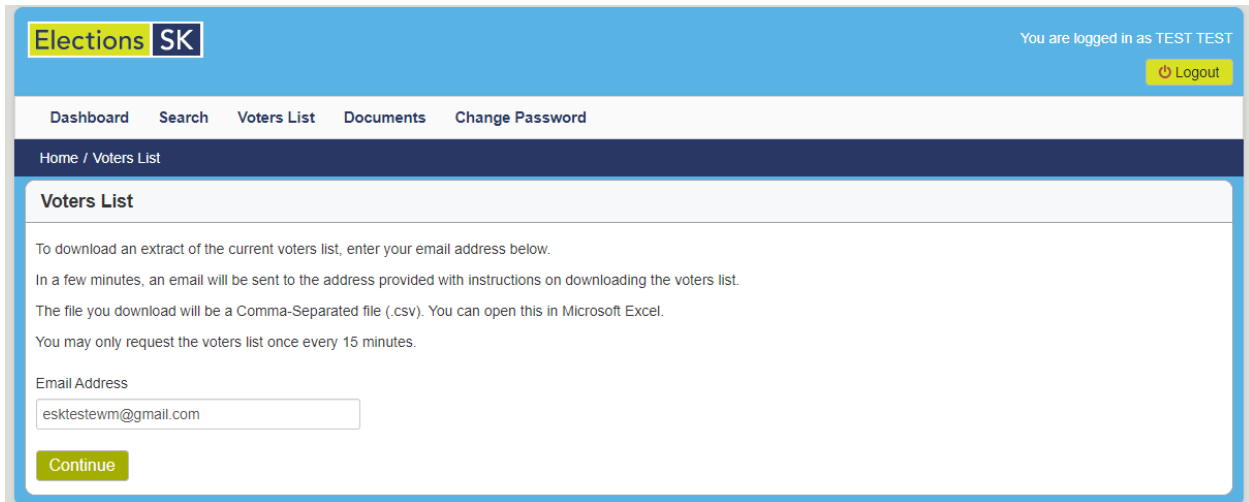 Elections SK
You are logged in as TEST TEST
Logout
Dashboard Search Voters List Documents Change Password
Home / Voters List
Voters List
To download an extract of the current voters list, enter your email address below.
In a few minutes, an email will be sent to the address provided with instructions on downloading the voters list.
The file you download will be a Comma-Separated file (.csv). You can open this in Microsoft Excel.
You may only request the voters list once every 15 minutes.
Email Address
esktestewm@gmail.com
Continue